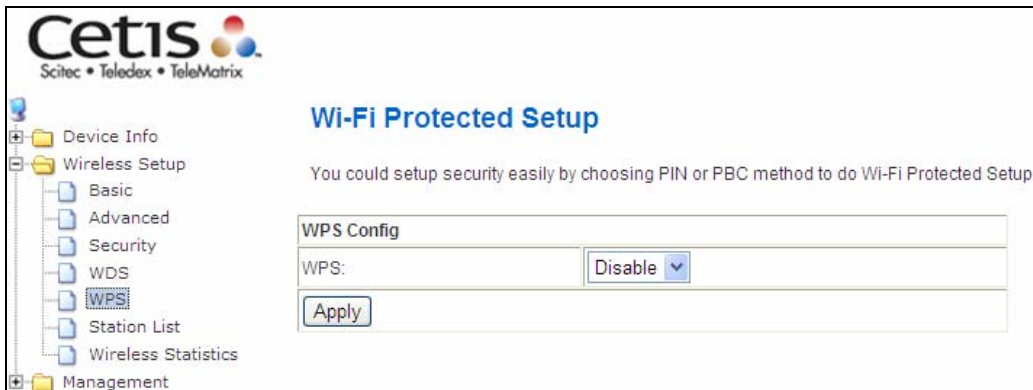 Cetis
Scitec • Teledex • TeleMatrix
Device Info
Wireless Setup
Basic
Advanced
Security
WDS
WPS
Station List
Wireless Statistics
Management
Wi-Fi Protected Setup
You could setup security easily by choosing PIN or PBC method to do Wi-Fi Protected Setup
WPS Config
WPS: Disable
Apply